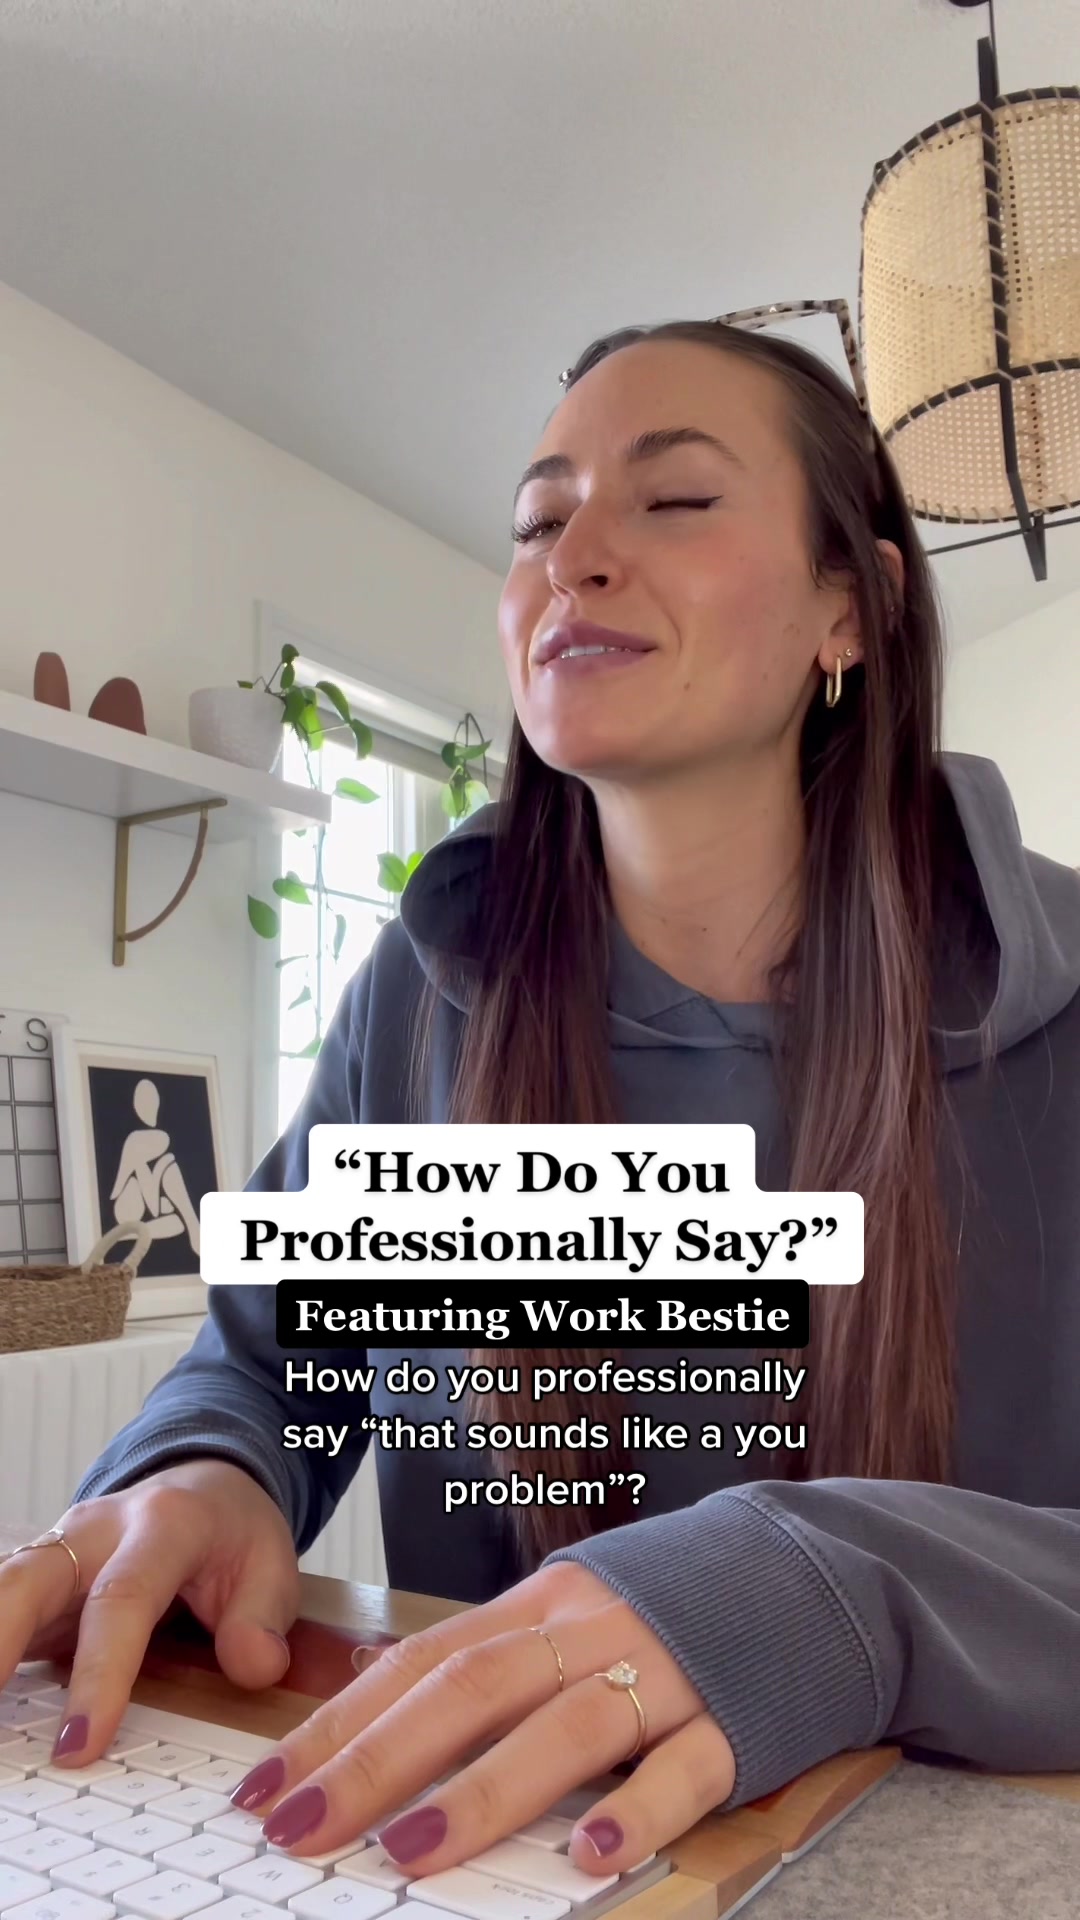 “How Do You
Professionally Say?”
Featuring Work Bestie
How do you professionally
say “that sounds like a you
problem”?
S